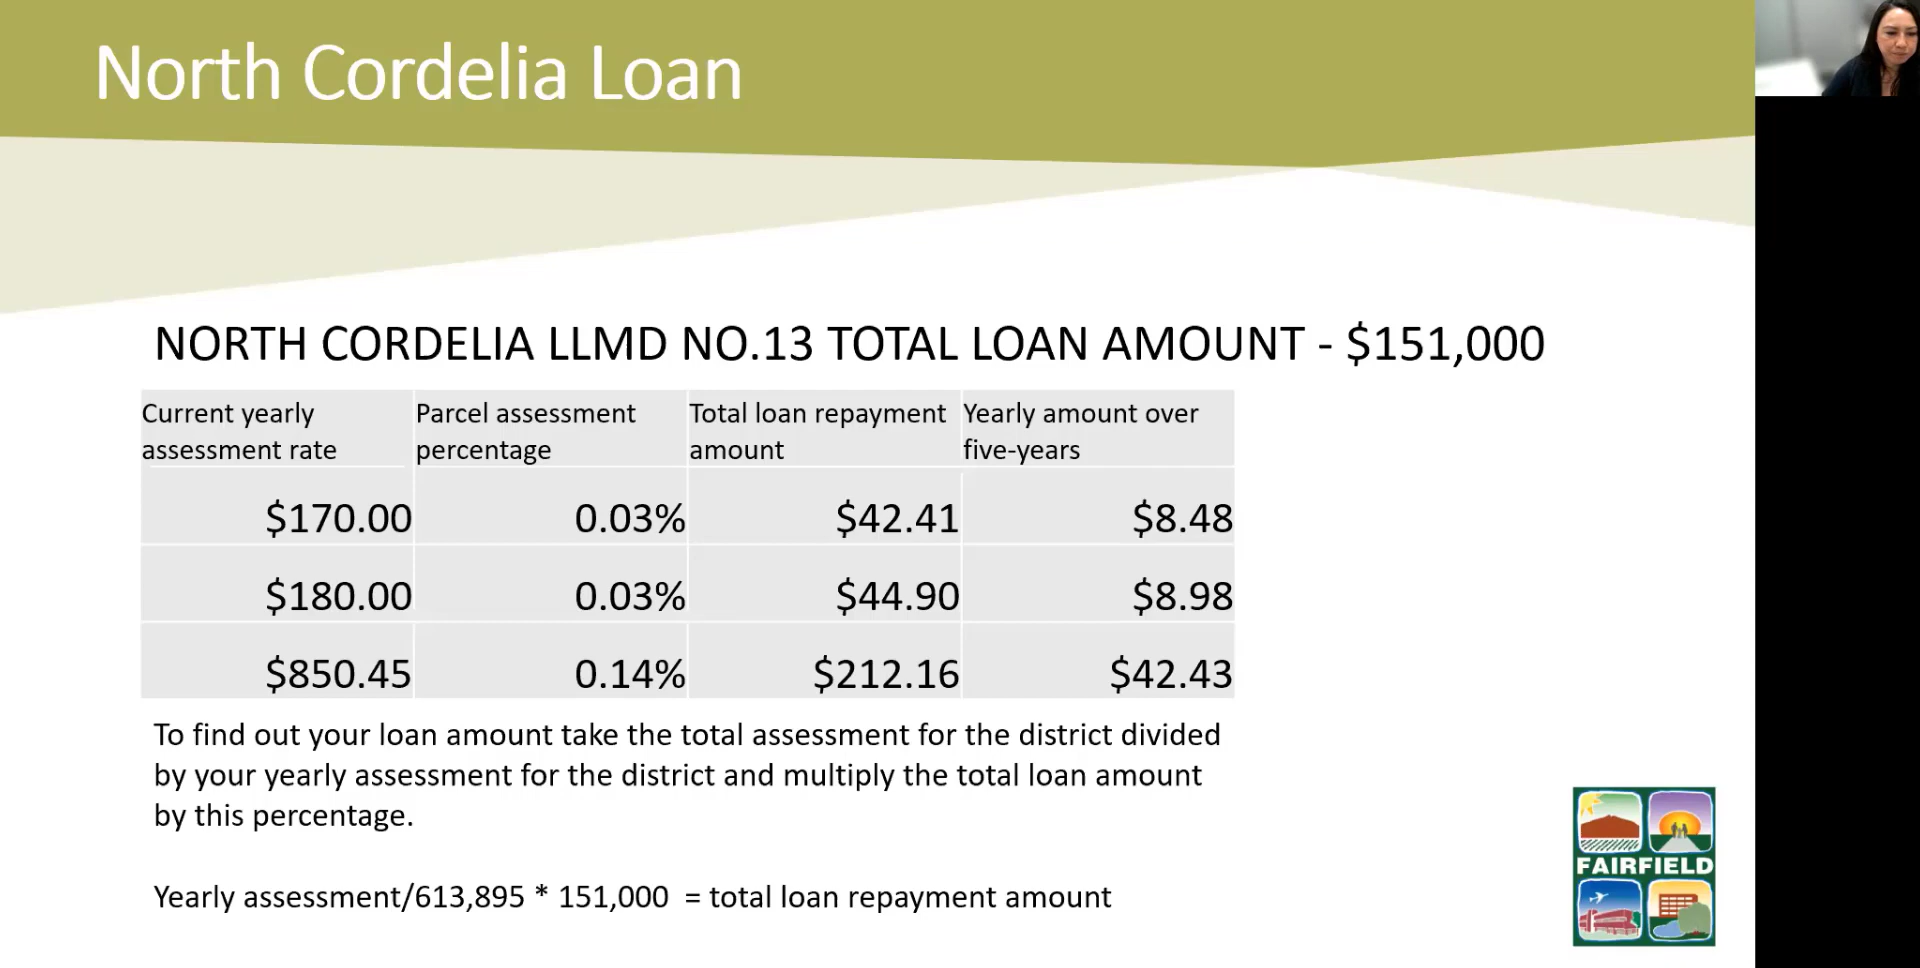 North Cordelia Loan
NORTH CORDELIA LLMD NO.13 TOTAL LOAN AMOUNT - $151,000
Current yearly assessment rate
Parcel assessment percentage
Total loan repayment amount
Yearly amount over five-years
$170.00 0.03% $42.41 $8.48
$180.00 0.03% $44.90 $8.98
$850.45 0.14% $212.16 $42.43
To find out your loan amount take the total assessment for the district divided
by your yearly assessment for the district and multiply the total loan amount
by this percentage.
Yearly assessment/613,895 * 151,000 = total loan repayment amount
FAIRFIELD